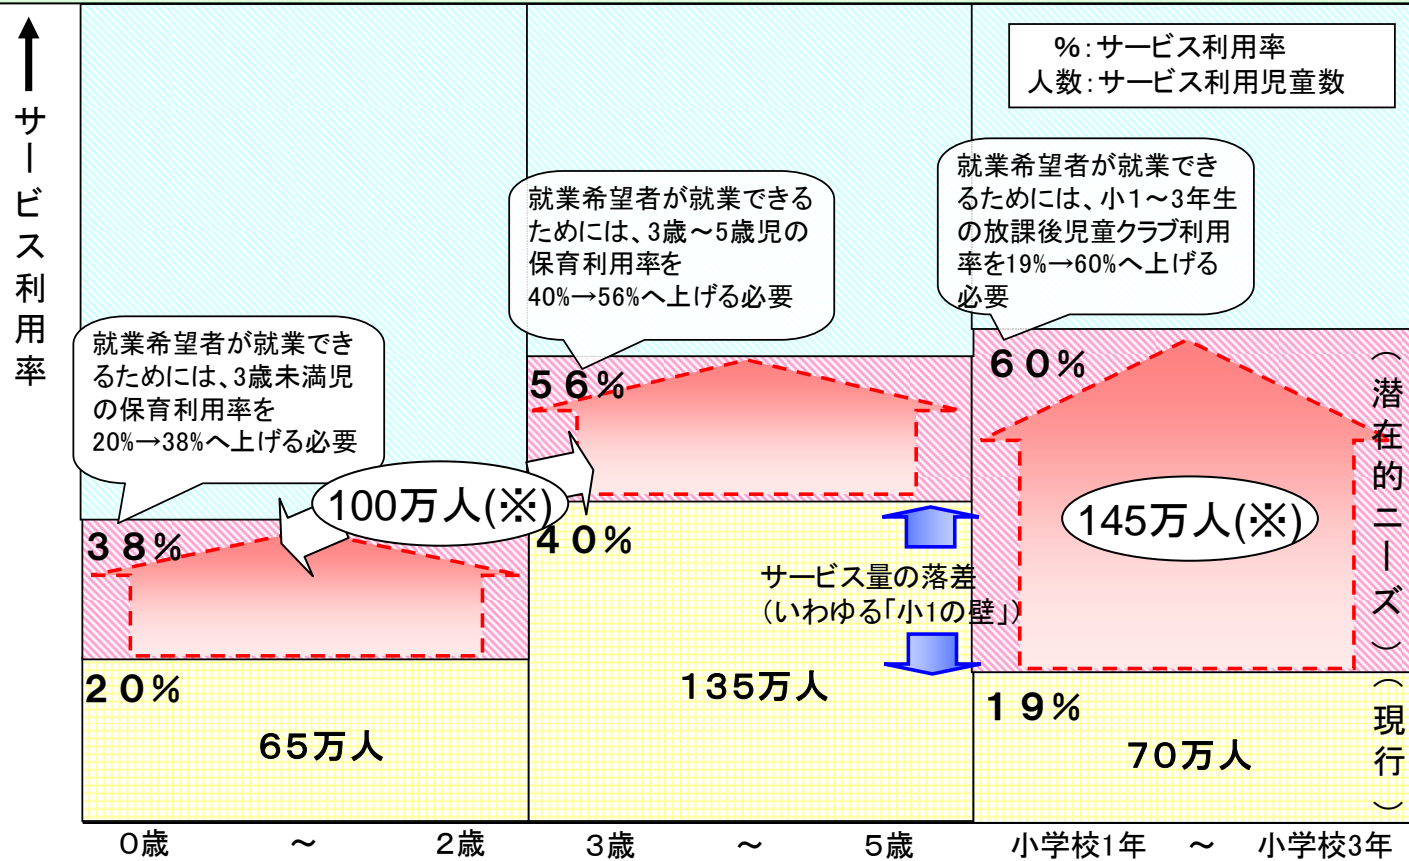 サービス利用率
％：サービス利用率
人数：サービス利用児童数
就業希望者が就業でき
るためには、3歳未満児
の保育利用率を
20%→38%へ上げる必要
就業希望者が就業できる
ためには、3歳～5歳児の
保育利用率を
40%→56%へ上げる必要
就業希望者が就業でき
るためには、小１～3年生
の放課後児童クラブ利用
率を19%→60%へ上げる
必要
３８％
５６％
６０％
100万人(※)
145万人(※)
（潜在的ニーズ）
４０％
サービス量の落差
（いわゆる「小1の壁」）
２０％
６５万人
１３５万人
１９％
７０万人
（現行）
０歳　～　２歳
３歳　～　５歳
小学校１年　～　小学校３年